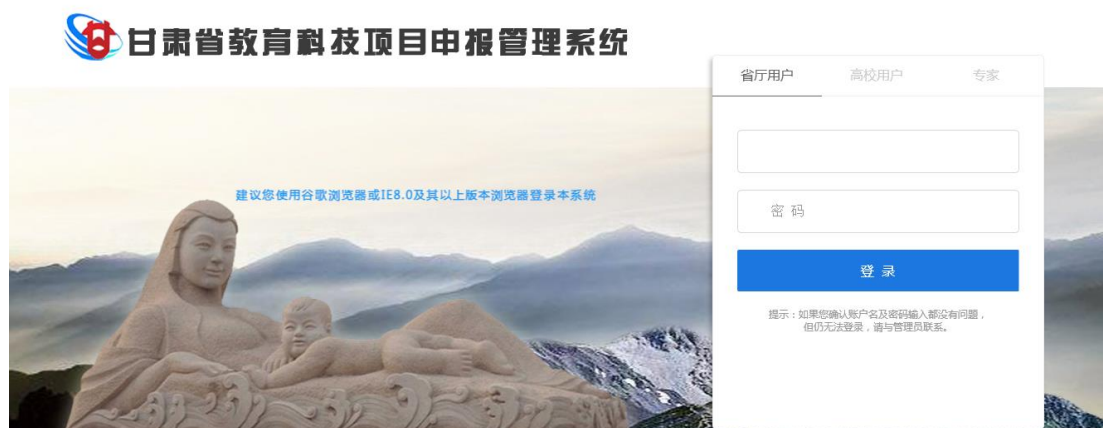 甘肃省教育科技项目申报管理系统
省厅用户 高校用户 专家
建议您使用谷歌浏览器或IE8.0及其以上版本浏览器登录本系统
密 码
登 录
提示：如果您确认账户名及密码输入都没有问题，
但仍无法登录，请与管理员联系。